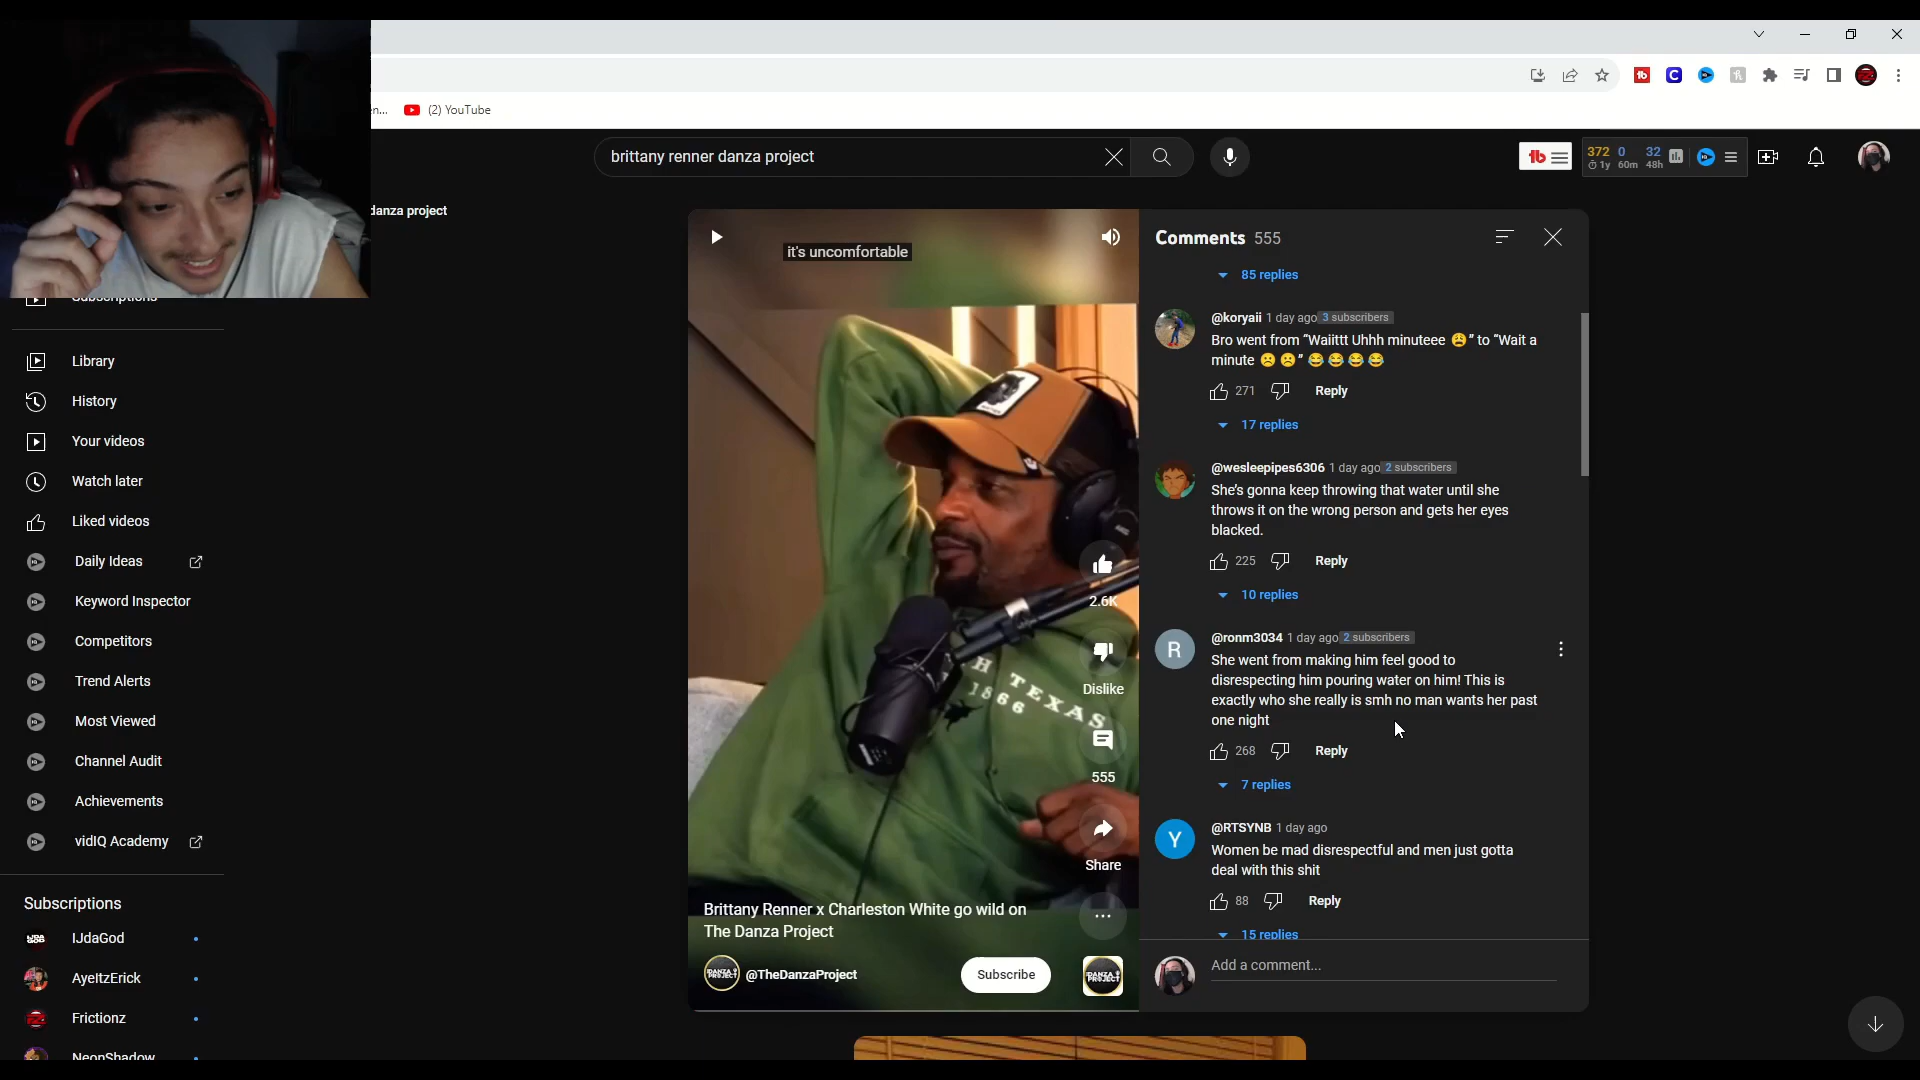 (2) YouTube
brittany renner danza project
372 0 32
1y 60m 48h
danza project
Subscriptions
Library
History
Your videos
Watch later
Liked videos
Daily Ideas
Keyword Inspector
Competitors
Trend Alerts
Most Viewed
Channel Audit
Achievements
vidIQ Academy
Subscriptions
IJdaGod
AyeItzErick
Frictionz
NeonShadow
it's uncomfortable
H TEXAS
1866
2.6K
Dislike
555
Share
Brittany Renner x Charleston White go wild on
The Danza Project
DANZA PROJECT
@TheDanzaProject
Subscribe
DANZA PROJECT
Comments 555
85 replies
@koryaii 1 day ago 3 subscribers
Bro went from “Waiittt Uhhh minuteee 😩” to “Wait a
minute ☹️ ☹️” 😂 😂 😂 😂
271 Reply
17 replies
@wesleepipes6306 1 day ago 2 subscribers
She’s gonna keep throwing that water until she
throws it on the wrong person and gets her eyes
blacked.
225 Reply
10 replies
R
@ronm3034 1 day ago 2 subscribers
She went from making him feel good to
disrespecting him pouring water on him! This is
exactly who she really is smh no man wants her past
one night
268 Reply
7 replies
Y
@RTSYNB 1 day ago
Women be mad disrespectful and men just gotta
deal with this shit
88 Reply
15 replies
Add a comment...